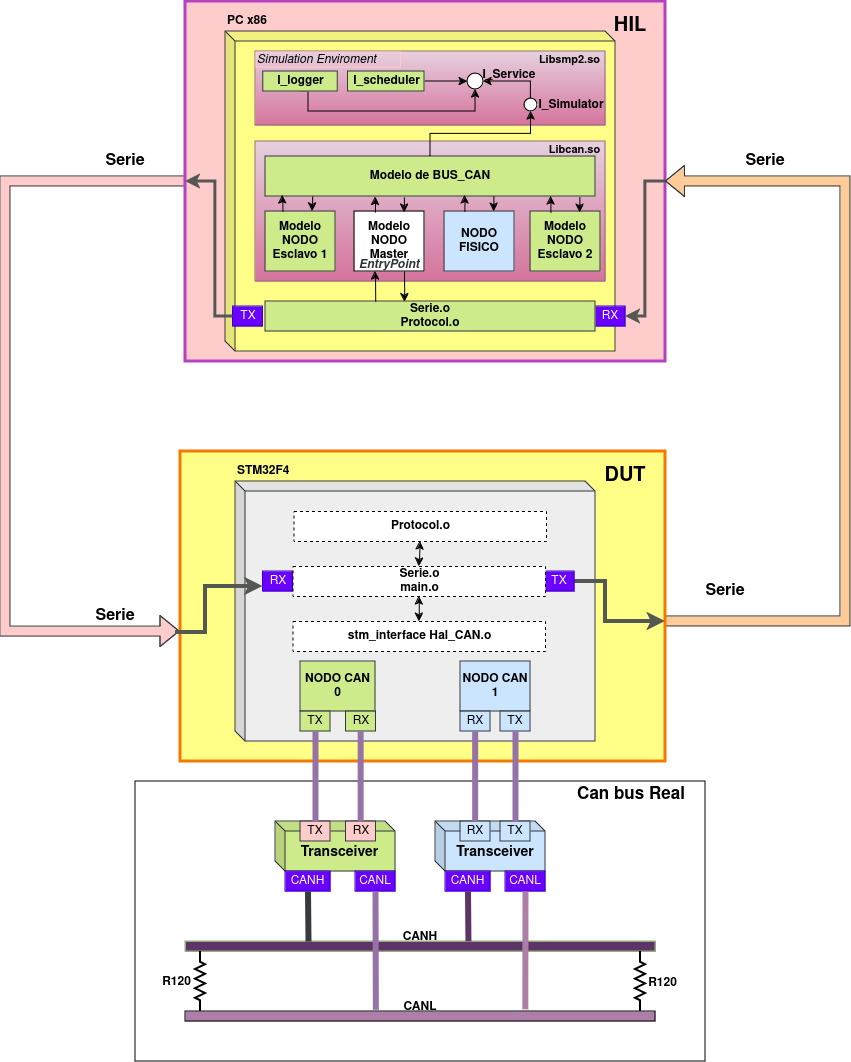 HIL
PC x86
Simulation Enviroment
Libsmp2.so
I_logger
I_scheduler
I_Service
I_Simulator
Libcan.so
Modelo de BUS_CAN
Modelo
NODO
Esclavo 1
Modelo
NODO
Master
EntryPoint
NODO
FISICO
Modelo
NODO
Esclavo 2
TX
Serie.o
Protocol.o
RX
Serie
Serie
DUT
STM32F4
Protocol.o
RX
Serie.o
main.o
TX
Serie
Serie
stm_interface Hal_CAN.o
NODO CAN
0
TX
RX
NODO CAN
1
RX
TX
Can bus Real
TX
RX
Transceiver
CANH
CANL
RX
TX
Transceiver
CANH
CANL
CANH
R120
R120
CANL